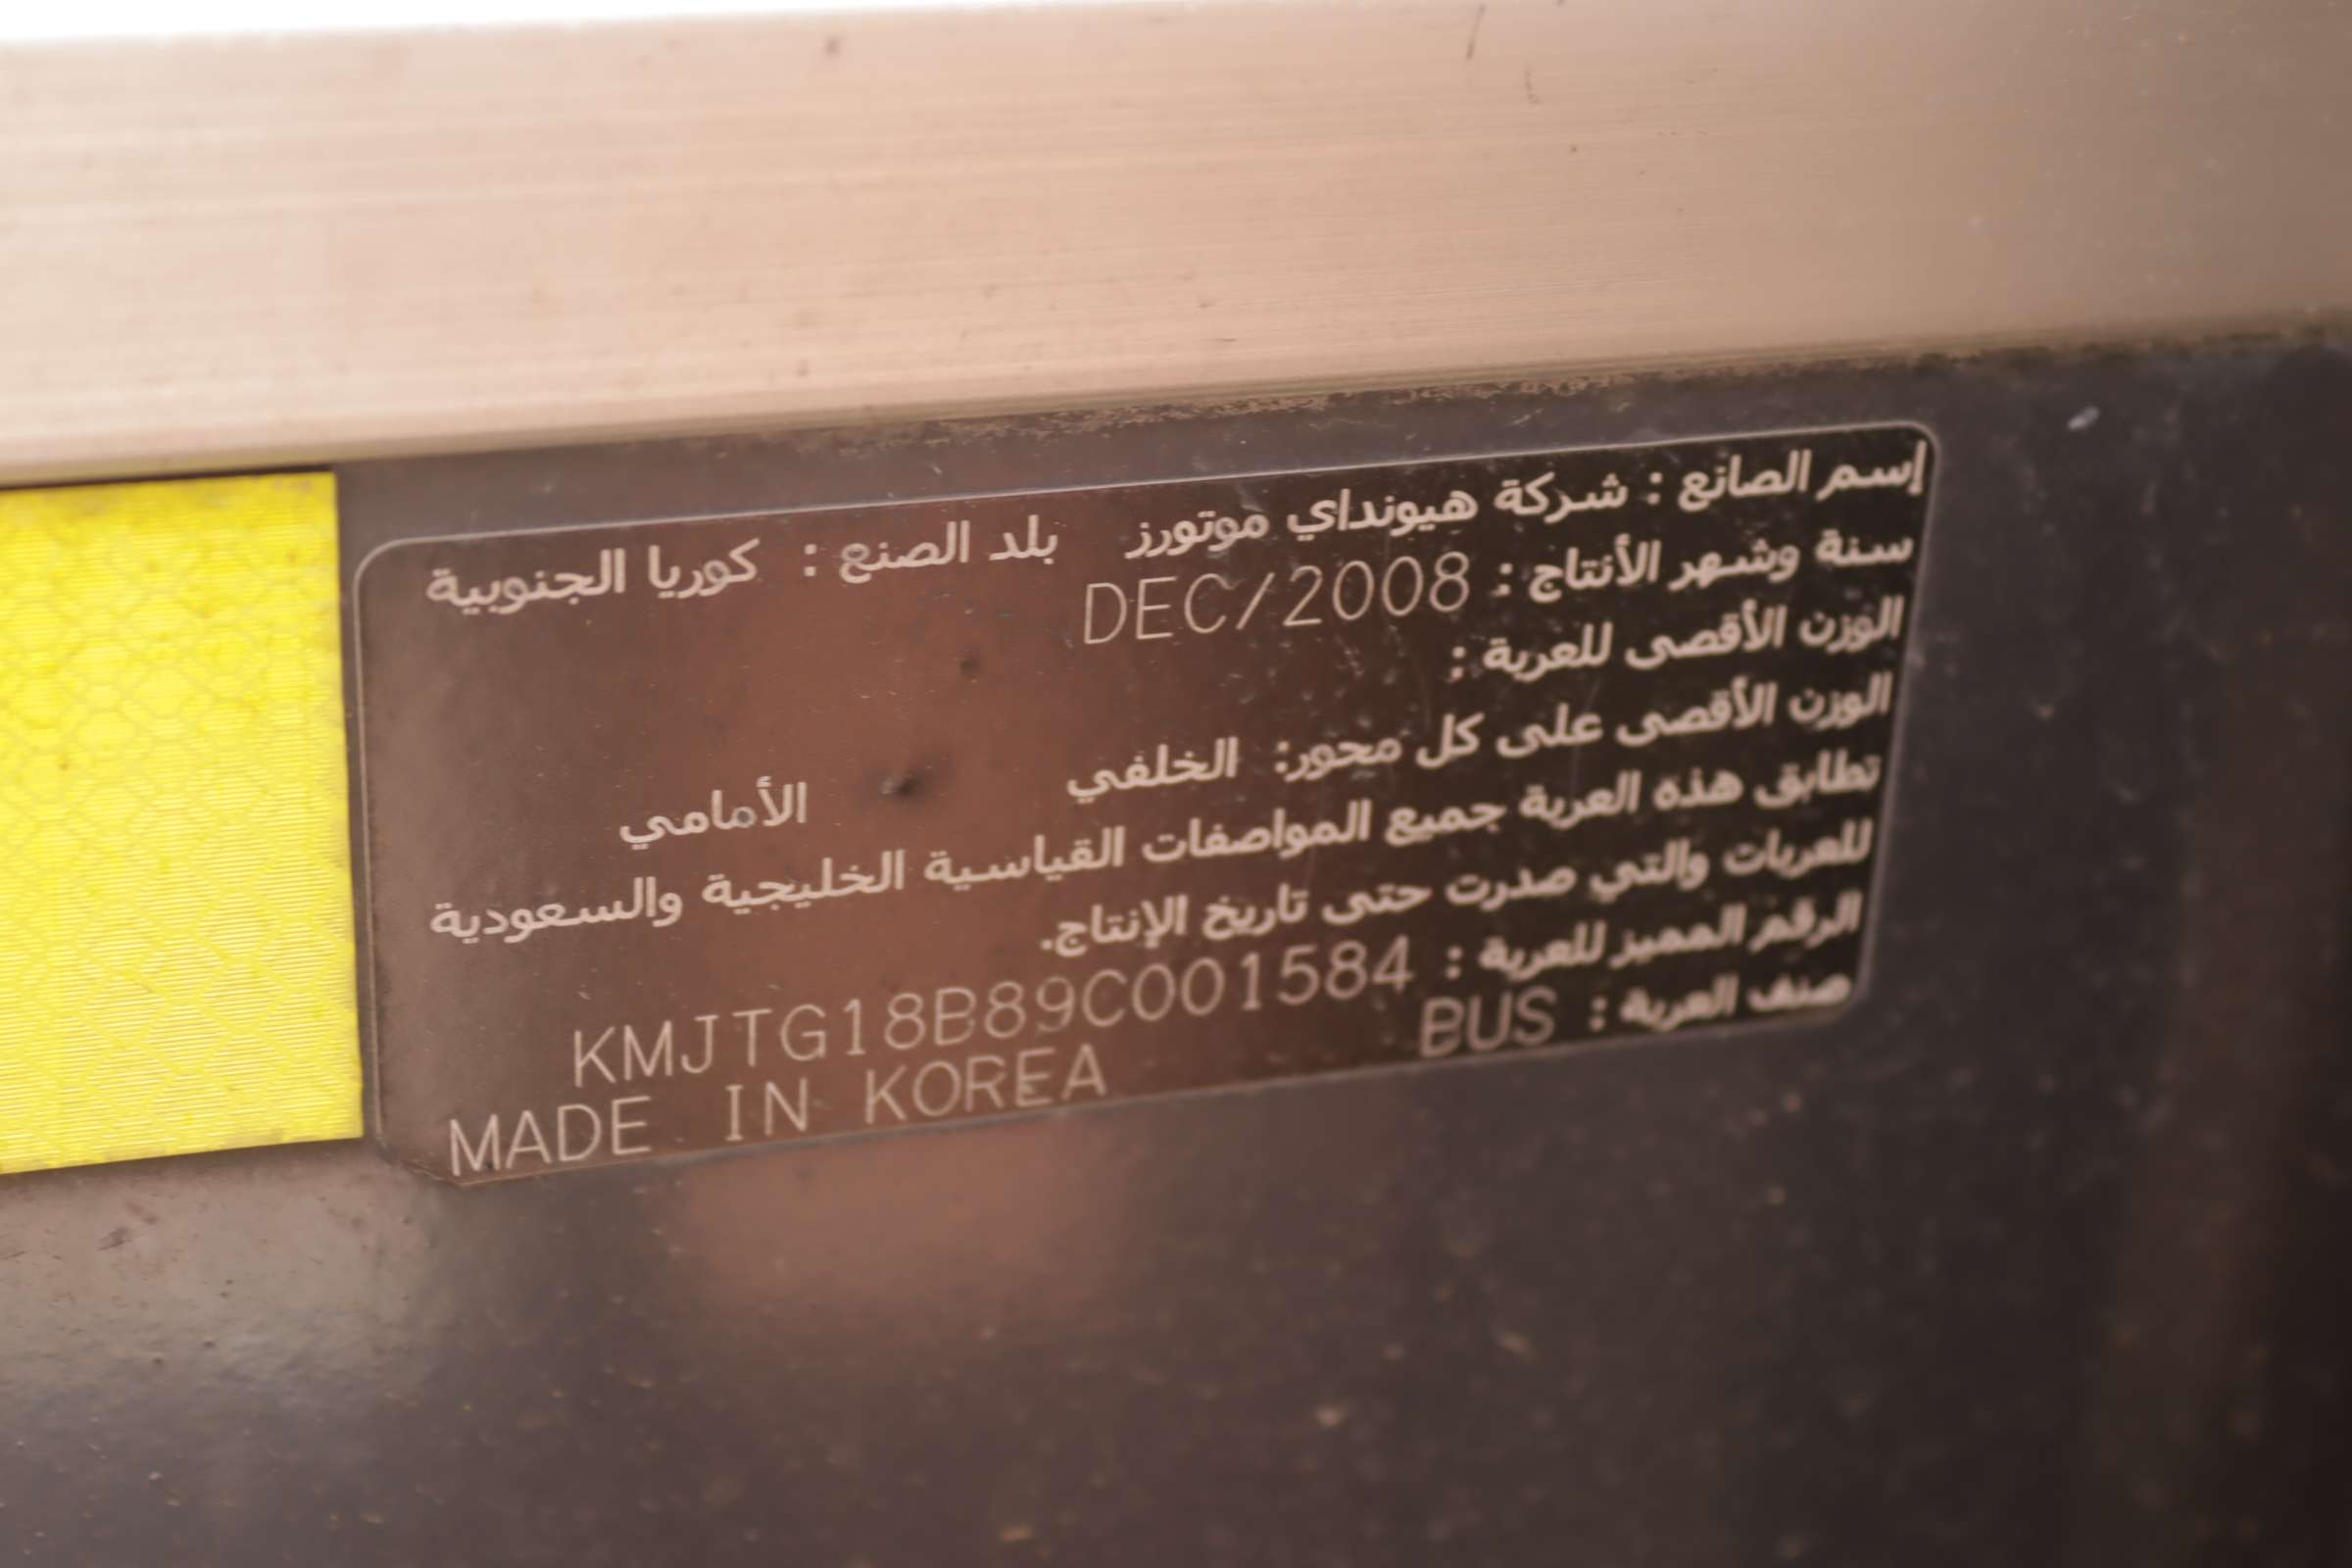 إسم الصانع : شركة هيونداي موتورز بلد الصنع : كوريا الجنوبية
سنة وشهر الأنتاج : DEC/2008
الوزن الأقصى للعربة :
الوزن الأقصى على كل محور: الخلفي الأمامي
تطابق هذه العربة جميع المواصفات القياسية الخليجية والسعودية
للعربات والتي صدرت حتى تاريخ الإنتاج.
الرقم المميز للعربة : KMJTG18B89C001584
صنف العربة : BUS MADE IN KOREA